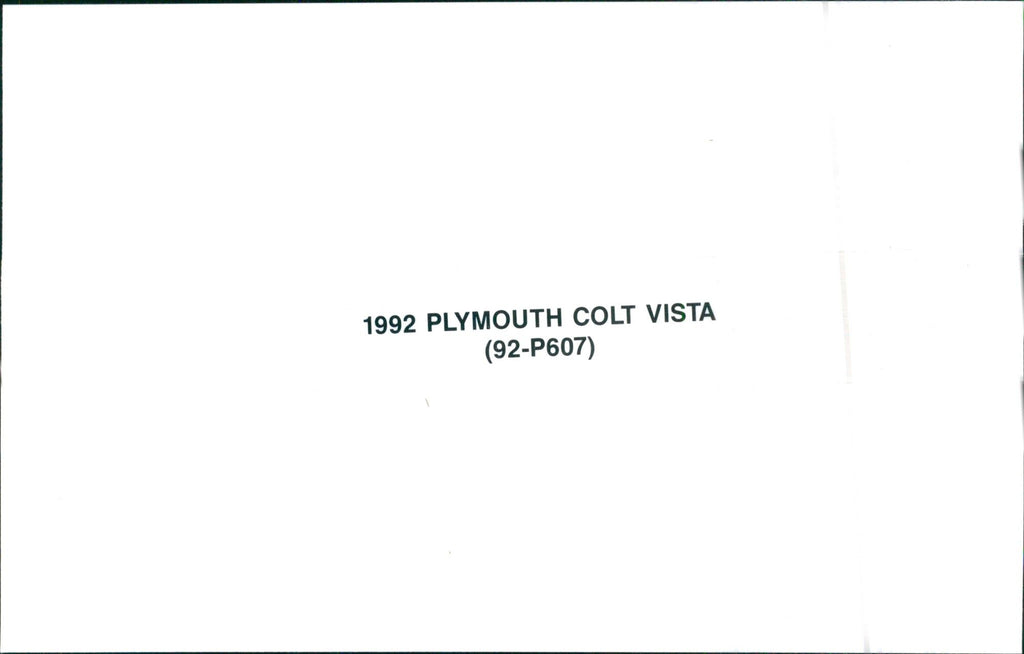 1992 PLYMOUTH COLT VISTA
(92-P607)